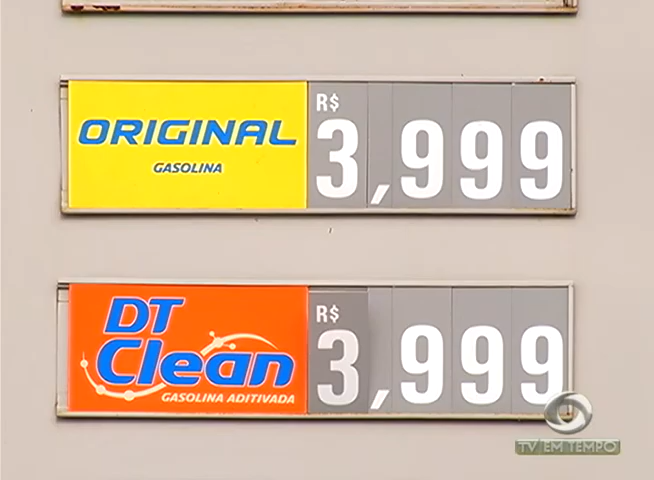 ORIGINAL
GASOLINA
R$
3,999
DT
Clean
GASOLINA ADITIVADA
R$
3,999
TV EM TEMPO